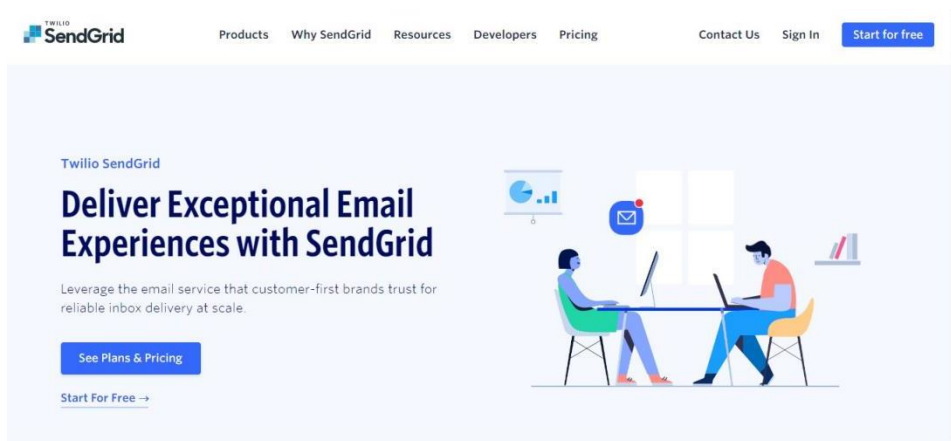 TWILIO
SendGrid
Products Why SendGrid Resources Developers Pricing Contact Us Sign In Start for free
Twilio SendGrid
Deliver Exceptional Email
Experiences with SendGrid
Leverage the email service that customer-first brands trust for
reliable inbox delivery at scale.
See Plans & Pricing
Start For Free →